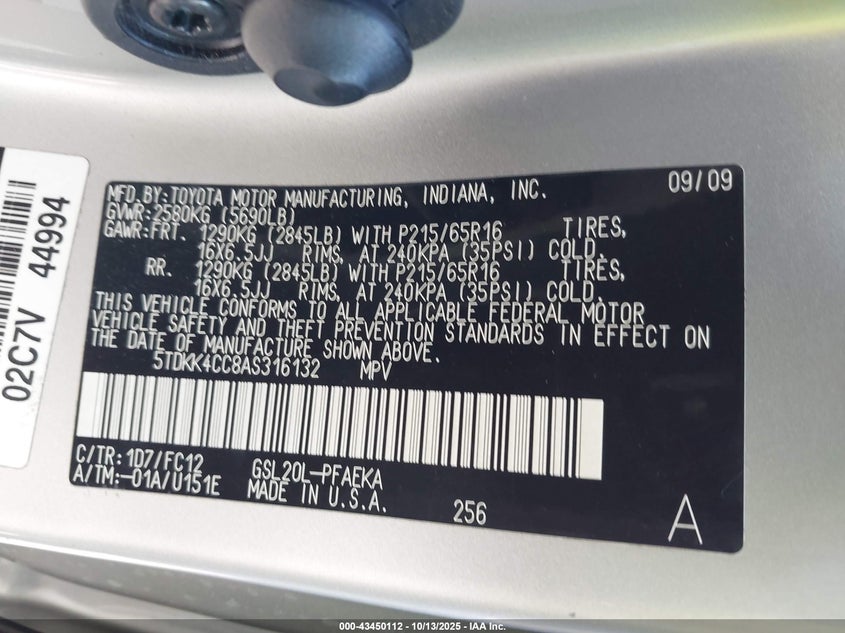 MFD.BY:TOYOTA MOTOR MANUFACTURING, INDIANA, INC. 09/09
GVWR:2580KG (5690LB)
GAWR:FRT. 1290KG (2845LB) WITH P215/65R16 TIRES,
16X6.5JJ RIMS, AT 240KPA (35PSI) COLD.
RR. 1290KG (2845LB) WITH P215/65R16 TIRES,
16X6.5JJ RIMS, AT 240KPA (35PSI) COLD.
THIS VEHICLE CONFORMS TO ALL APPLICABLE FEDERAL MOTOR
VEHICLE SAFETY AND THEFT PREVENTION STANDARDS IN EFFECT ON
THE DATE OF MANUFACTURE SHOWN ABOVE.
5TDKK4CC8AS316132 MPV
C/TR:1D7/FC12 GSL20L-PFAEKA
A/TM:-01A/U151E MADE IN U.S.A. 256 A
02C7V 44994
000-43450112 - 10/13/2025 - IAA Inc.